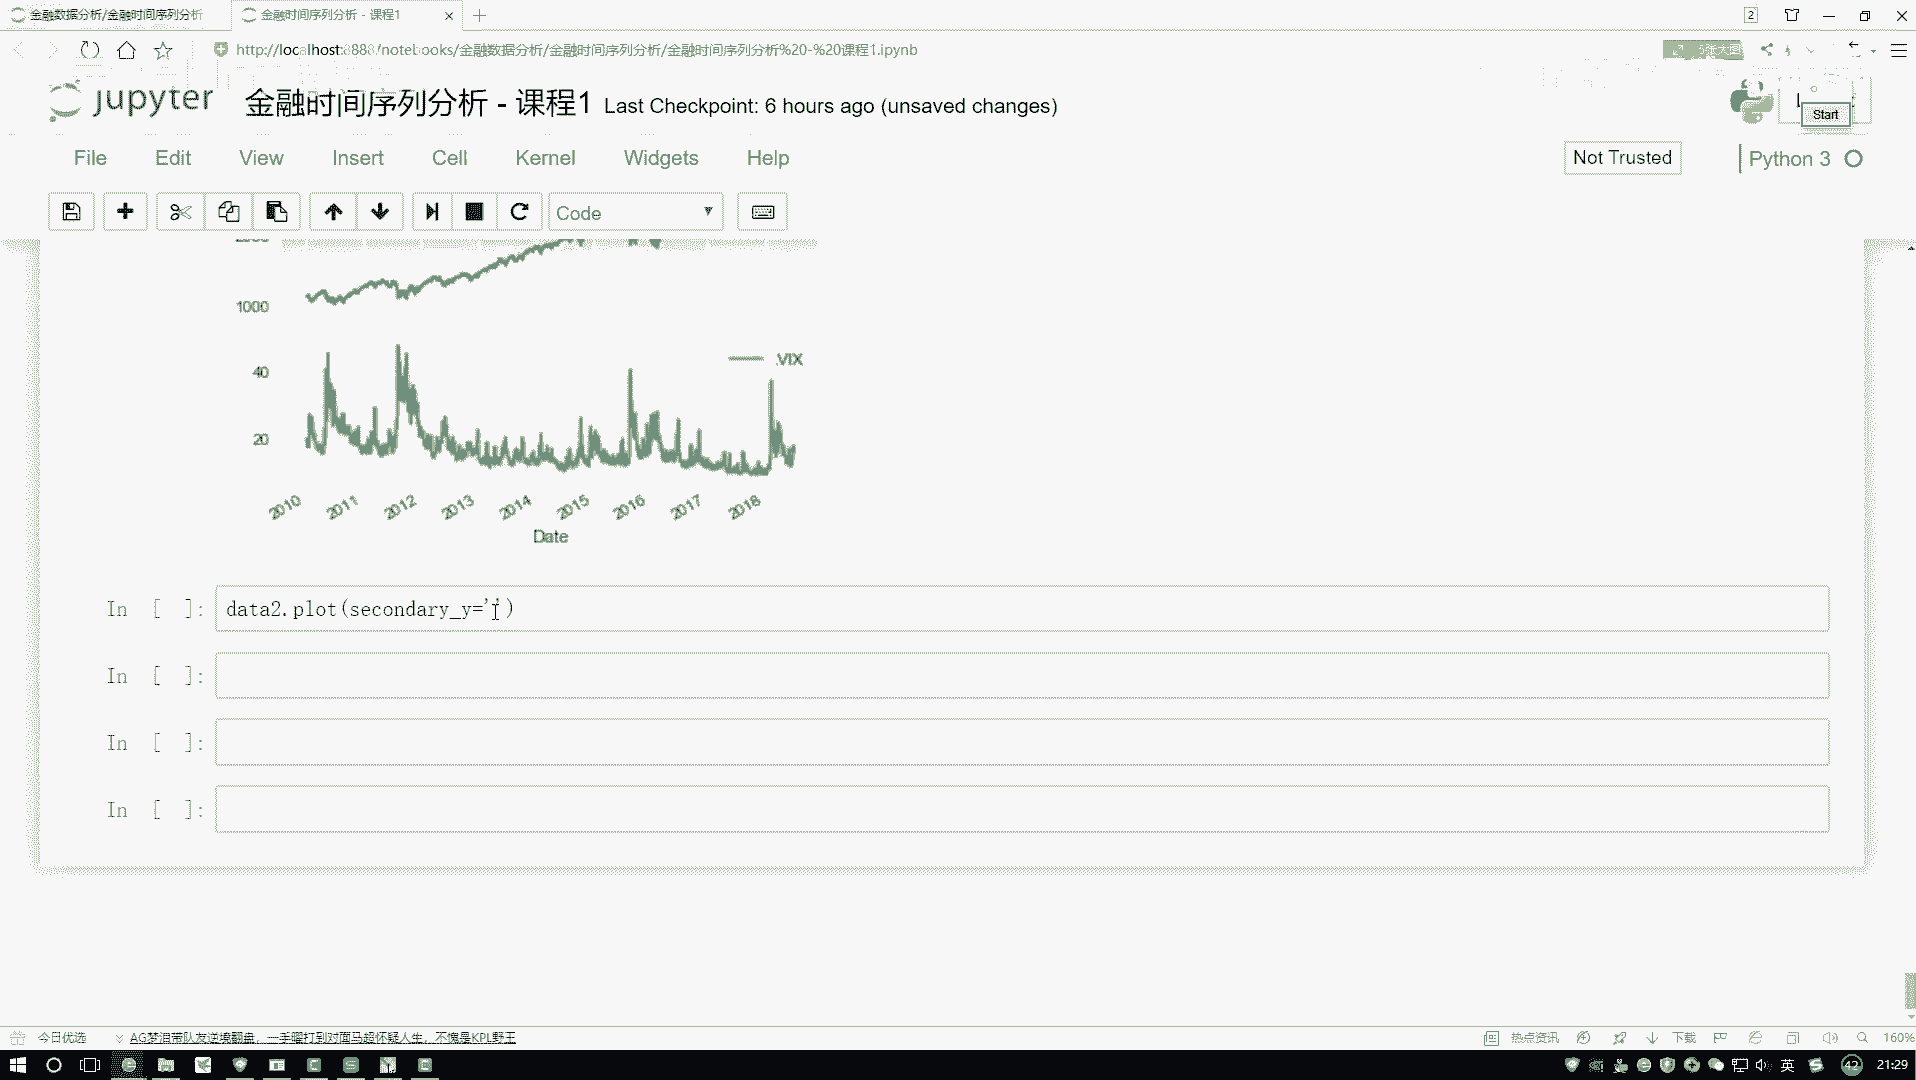 金融数据分析/金融时间序列分析
金融时间序列分析 - 课程1
2
http://localhost:8888/notebooks/金融数据分析/金融时间序列分析/金融时间序列分析%20-%20课程1.ipynb
5张大图
jupyter 金融时间序列分析 - 课程1 Last Checkpoint: 6 hours ago (unsaved changes)
Start
File Edit View Insert Cell Kernel Widgets Help
Not Trusted
Python 3
Code
1000
.VIX
40
20
2010 2011 2012 2013 2014 2015 2016 2017 2018
Date
In [ ]: data2.plot(secondary_y='')
In [ ]:
In [ ]:
In [ ]:
今日优选
AG梦泪带队友逆境翻盘，一手曜打到对面马超怀疑人生，不愧是KPL野王
热点资讯
下载
160%
英
42
21:29